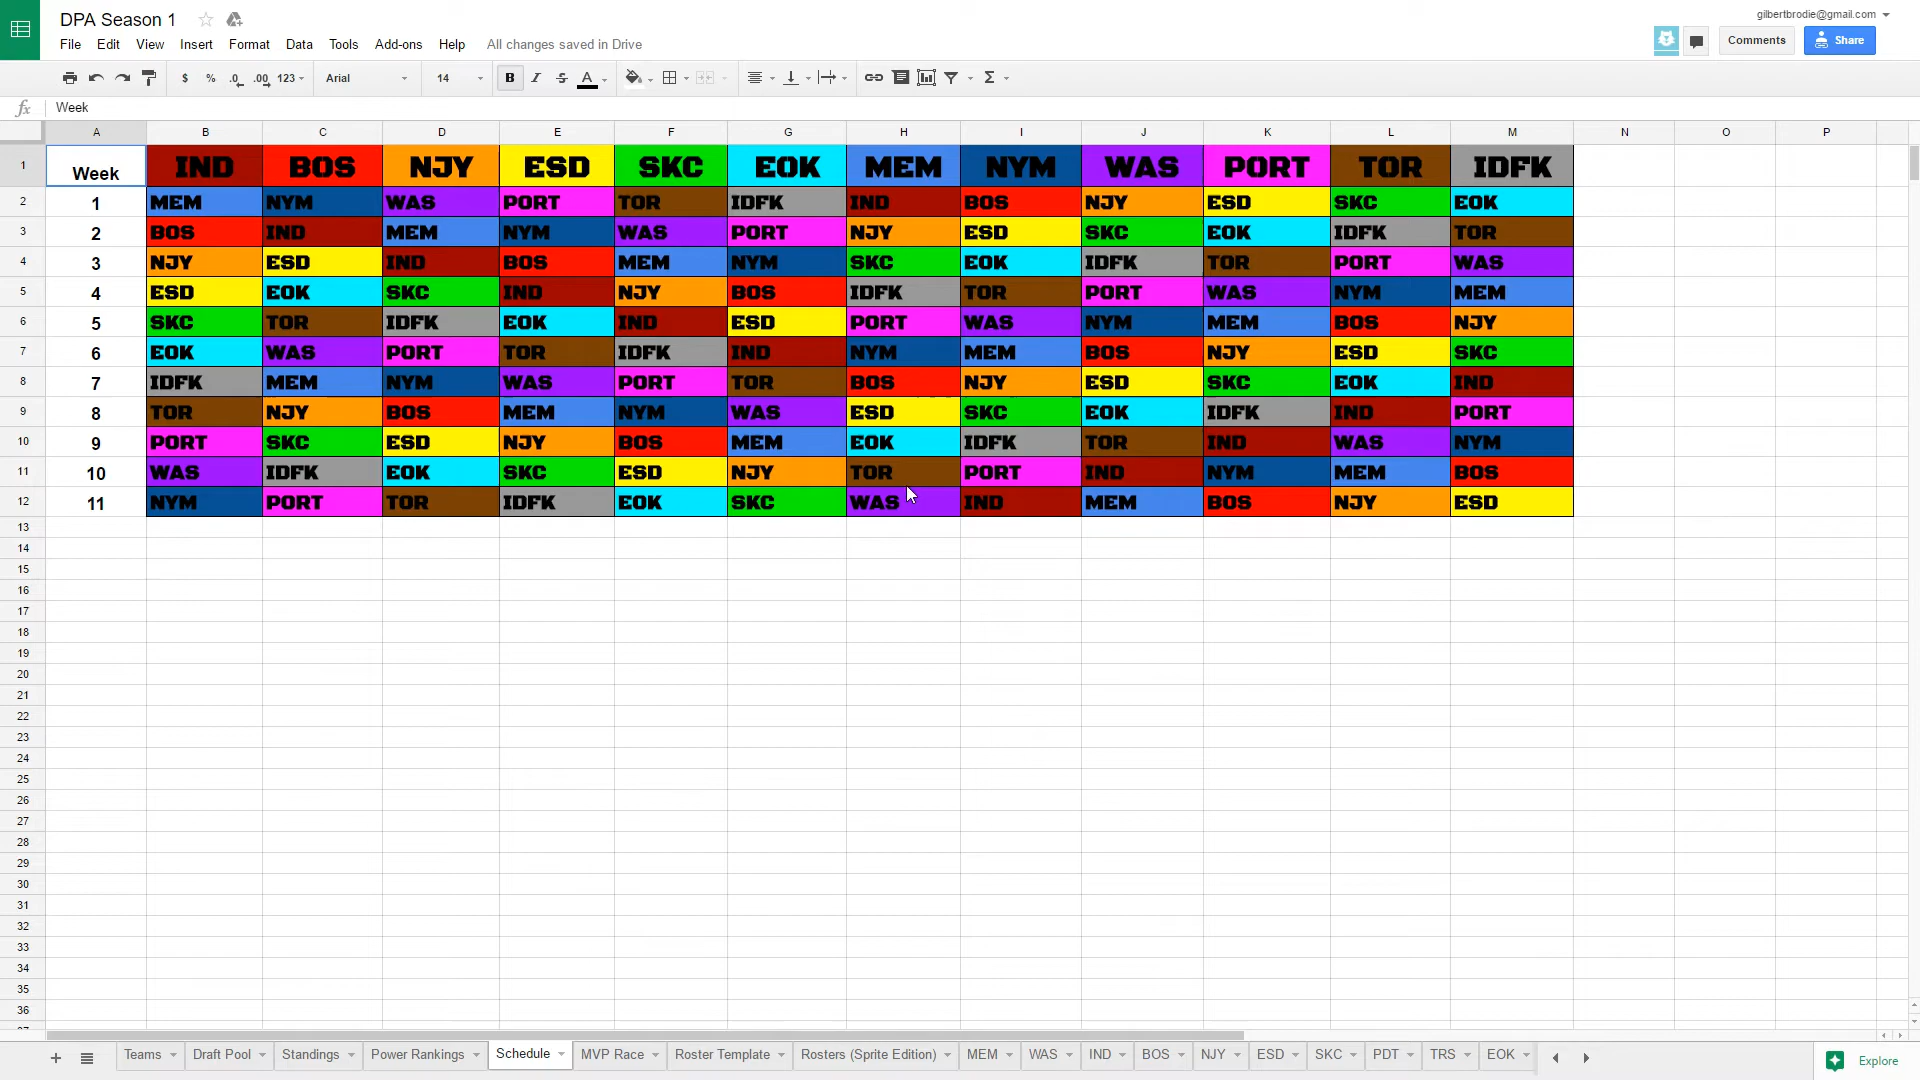 DPA Season 1
gilbertbrodie@gmail.com
File Edit View Insert Format Data Tools Add-ons Help All changes saved in Drive
Comments Share
$ % .0 .00 123 Arial 14 B I S A Σ
fx Week
A B C D E F G H I J K L M N O P
1 Week IND BOS NJY ESD SKC EOK MEM NYM WAS PORT TOR IDFK
2 1 MEM NYM WAS PORT TOR IDFK IND BOS NJY ESD SKC EOK
3 2 BOS IND MEM NYM WAS PORT NJY ESD SKC EOK IDFK TOR
4 3 NJY ESD IND BOS MEM NYM SKC EOK IDFK TOR PORT WAS
5 4 ESD EOK SKC IND NJY BOS IDFK TOR PORT WAS NYM MEM
6 5 SKC TOR IDFK EOK IND ESD PORT WAS NYM MEM BOS NJY
7 6 EOK WAS PORT TOR IDFK IND NYM MEM BOS NJY ESD SKC
8 7 IDFK MEM NYM WAS PORT TOR BOS NJY ESD SKC EOK IND
9 8 TOR NJY BOS MEM NYM WAS ESD SKC EOK IDFK IND PORT
10 9 PORT SKC ESD NJY BOS MEM EOK IDFK TOR IND WAS NYM
11 10 WAS IDFK EOK SKC ESD NJY TOR PORT IND NYM MEM BOS
12 11 NYM PORT TOR IDFK EOK SKC WAS IND MEM BOS NJY ESD
13
14
15
16
17
18
19
20
21
22
23
24
25
26
27
28
29
30
31
32
33
34
35
36
Teams Draft Pool Standings Power Rankings Schedule MVP Race Roster Template Rosters (Sprite Edition) MEM WAS IND BOS NJY ESD SKC PDT TRS EOK Explore